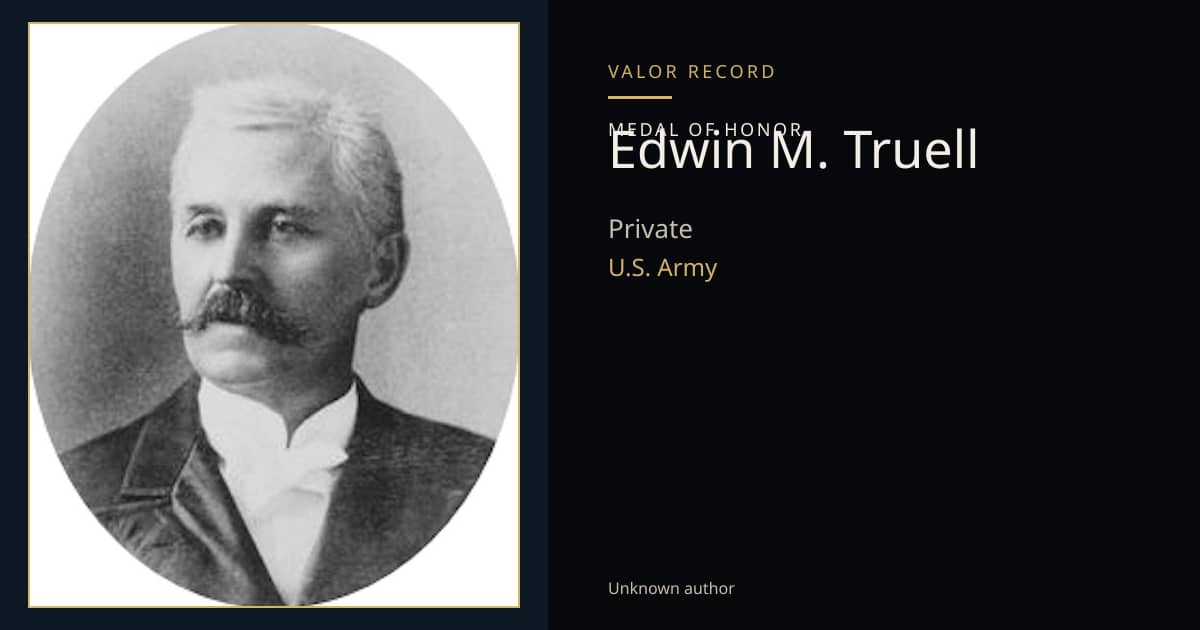 VALOR RECORD
MEDAL OF HONOR
Edwin M. Truell
Private
U.S. Army
Unknown author